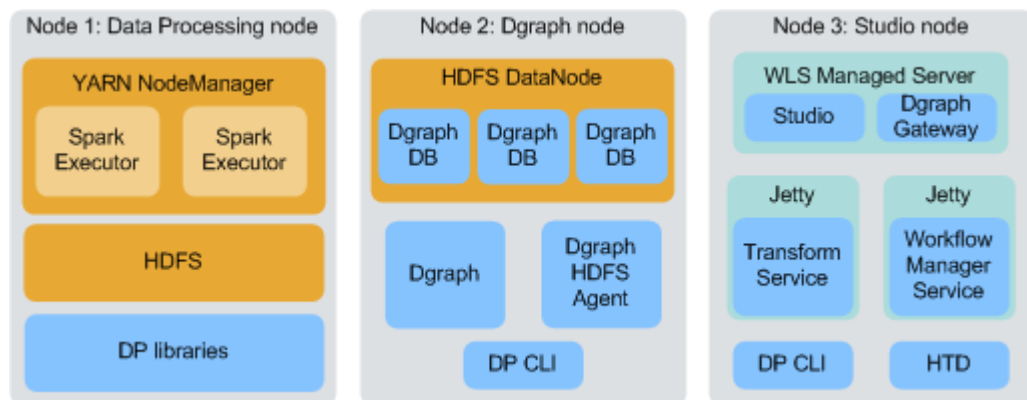 Node 1: Data Processing node
YARN NodeManager
Spark
Executor
Spark
Executor
HDFS
DP libraries
Node 2: Dgraph node
HDFS DataNode
Dgraph
DB
Dgraph
DB
Dgraph
DB
Dgraph
Dgraph
HDFS
Agent
DP CLI
Node 3: Studio node
WLS Managed Server
Studio
Dgraph
Gateway
Jetty
Transform
Service
Jetty
Workflow
Manager
Service
DP CLI
HTD